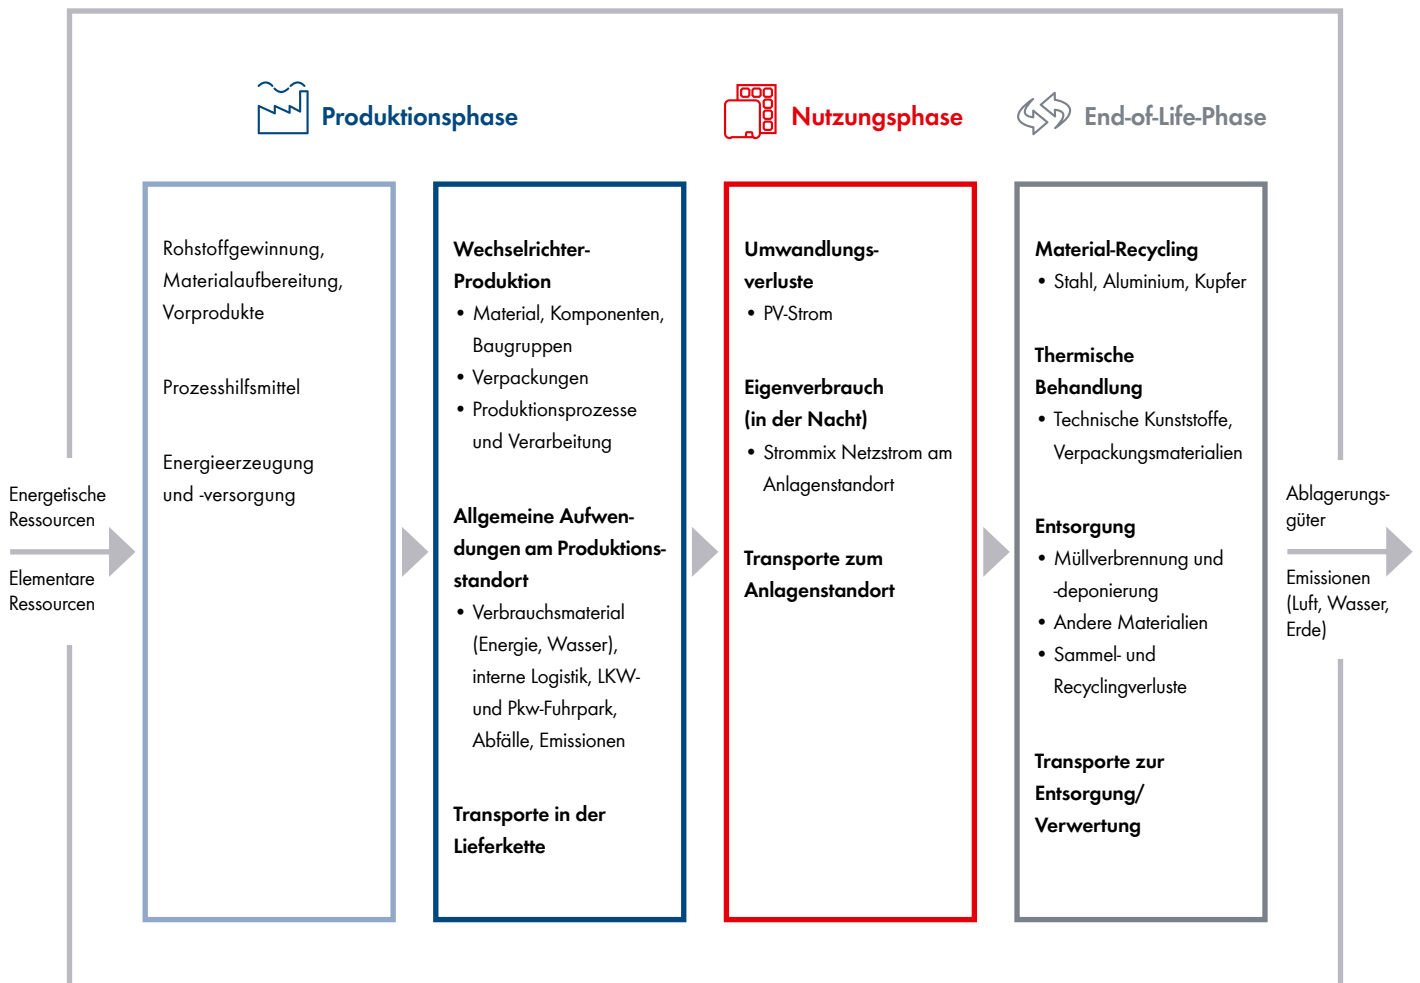 Produktionsphase
Nutzungsphase
End-of-Life-Phase
Energetische
Ressourcen
Elementare
Ressourcen
Rohstoffgewinnung,
Materialaufbereitung,
Vorprodukte
Prozesshilfsmittel
Energieerzeugung
und -versorgung
Wechselrichter-
Produktion
• Material, Komponenten,
Baugruppen
• Verpackungen
• Produktionsprozesse
und Verarbeitung
Allgemeine Aufwen-
dungen am Produktions-
standort
• Verbrauchsmaterial
(Energie, Wasser),
interne Logistik, LKW-
und Pkw-Fuhrpark,
Abfälle, Emissionen
Transporte in der
Lieferkette
Umwandlungs-
verluste
• PV-Strom
Eigenverbrauch
(in der Nacht)
• Strommix Netzstrom am
Anlagenstandort
Transporte zum
Anlagenstandort
Material-Recycling
• Stahl, Aluminium, Kupfer
Thermische
Behandlung
• Technische Kunststoffe,
Verpackungsmaterialien
Entsorgung
• Müllverbrennung und
-deponierung
• Andere Materialien
• Sammel- und
Recyclingverluste
Transporte zur
Entsorgung/
Verwertung
Ablagerungs-
güter
Emissionen
(Luft, Wasser,
Erde)